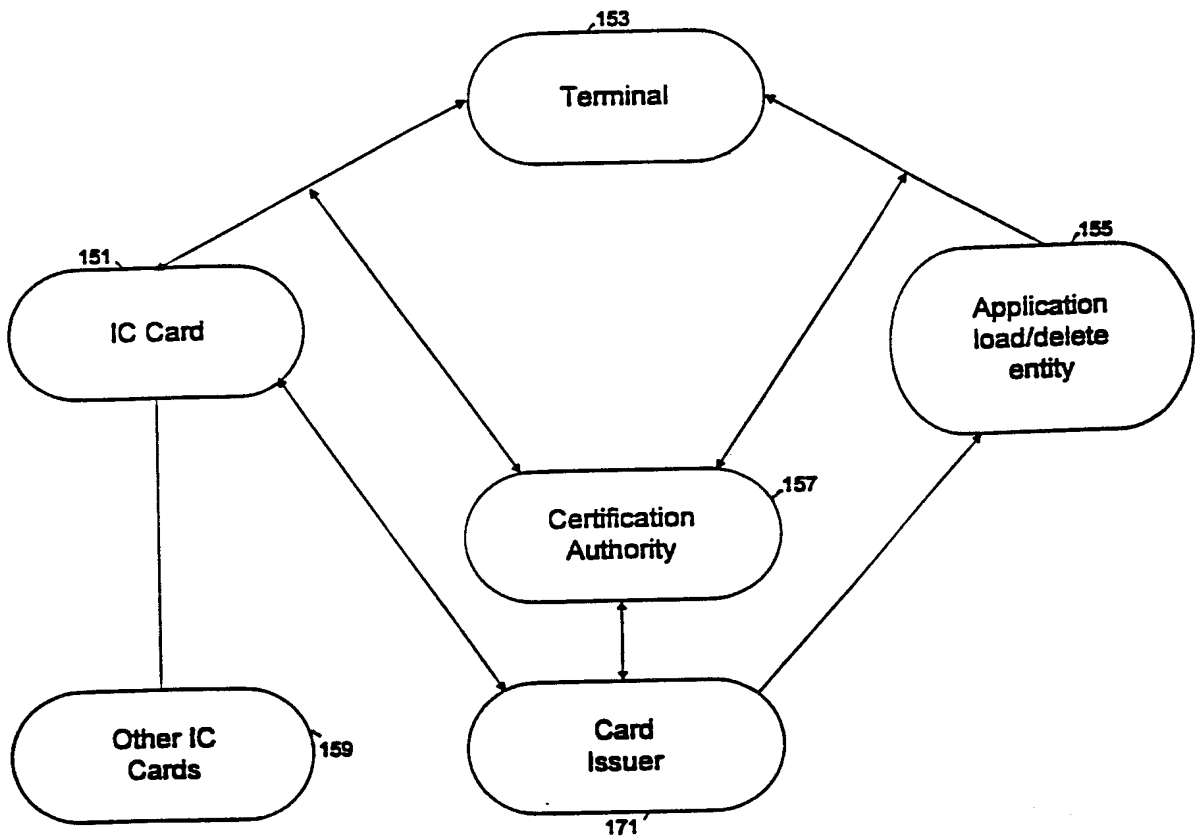 153
Terminal
151
IC Card
155
Application
load/delete
entity
157
Certification
Authority
Other IC
Cards
159
Card
Issuer
171